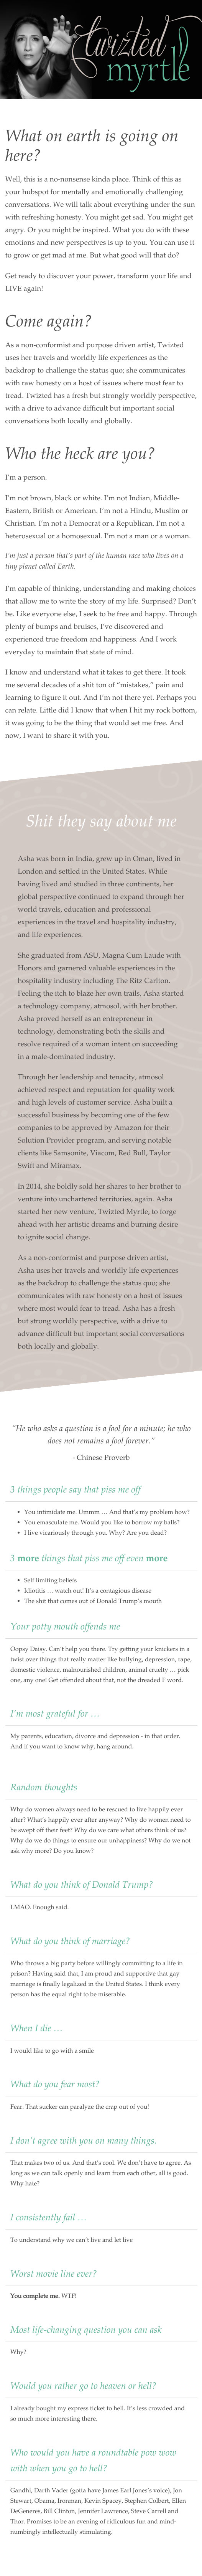 twizted
myrtle
What on earth is going on
here?
Well, this is a no-nonsense kinda place. Think of this as
your hubspot for mentally and emotionally challenging
conversations. We will talk about everything under the sun
with refreshing honesty. You might get sad. You might get
angry. Or you might be inspired. What you do with these
emotions and new perspectives is up to you. You can use it
to grow or get mad at me. But what good will that do?
Get ready to discover your power, transform your life and
LIVE again!
Come again?
As a non-conformist and purpose driven artist, Twizted
uses her travels and worldly life experiences as the
backdrop to challenge the status quo; she communicates
with raw honesty on a host of issues where most fear to
tread. Twizted has a fresh but strongly worldly perspective,
with a drive to advance difficult but important social
conversations both locally and globally.
Who the heck are you?
I'm a person.
I'm not brown, black or white. I'm not Indian, Middle-
Eastern, British or American. I'm not a Hindu, Muslim or
Christian. I'm not a Democrat or a Republican. I'm not a
heterosexual or a homosexual. I'm not a man or a woman.
I'm just a person that's part of the human race who lives on a
tiny planet called Earth.
I'm capable of thinking, understanding and making choices
that allow me to write the story of my life. Surprised? Don't
be. Like everyone else, I seek to be free and happy. Through
plenty of bumps and bruises, I've discovered and
experienced true freedom and happiness. And I work
everyday to maintain that state of mind.
I know and understand what it takes to get there. It took
me several decades of a shit ton of "mistakes," pain and
learning to figure it out. And I'm not there yet. Perhaps you
can relate. Little did I know that when I hit my rock bottom,
it was going to be the thing that would set me free. And
now, I want to share it with you.
Shit they say about me
Asha was born in India, grew up in Oman, lived in
London and settled in the United States. While
having lived and studied in three continents, her
global perspective continued to expand through her
world travels, education and professional
experiences in the travel and hospitality industry,
and life experiences.
She graduated from ASU, Magna Cum Laude with
Honors and garnered valuable experiences in the
hospitality industry including The Ritz Carlton.
Feeling the itch to blaze her own trails, Asha started
a technology company, atmosol, with her brother.
Asha proved herself as an entrepreneur in
technology, demonstrating both the skills and
resolve required of a woman intent on succeeding
in a male-dominated industry.
Through her leadership and tenacity, atmosol
achieved respect and reputation for quality work
and high levels of customer service. Asha built a
successful business by becoming one of the few
companies to be approved by Amazon for their
Solution Provider program, and serving notable
clients like Samsonite, Viacom, Red Bull, Taylor
Swift and Miramax.
In 2014, she boldly sold her shares to her brother to
venture into unchartered territories, again. Asha
started her new venture, Twizted Myrtle, to forge
ahead with her artistic dreams and burning desire
to ignite social change.
As a non-conformist and purpose driven artist,
Asha uses her travels and worldly life experiences
as the backdrop to challenge the status quo; she
communicates with raw honesty on a host of issues
where most would fear to tread. Asha has a fresh
but strong worldly perspective, with a drive to
advance difficult but important social conversations
both locally and globally.
"He who asks a question is a fool for a minute; he who
does not remains a fool forever."
- Chinese Proverb
3 things people say that piss me off
• You intimidate me. Ummm … And that's my problem how?
• You emasculate me. Would you like to borrow my balls?
• I live vicariously through you. Why? Are you dead?
3 more things that piss me off even more
• Self limiting beliefs
• Idiotitis … watch out! It's a contagious disease
• The shit that comes out of Donald Trump's mouth
Your potty mouth offends me
Oopsy Daisy. Can't help you there. Try getting your knickers in a
twist over things that really matter like bullying, depression, rape,
domestic violence, malnourished children, animal cruelty … pick
one, any one! Get offended about that, not the dreaded F word.
I'm most grateful for …
My parents, education, divorce and depression - in that order.
And if you want to know why, hang around.
Random thoughts
Why do women always need to be rescued to live happily ever
after? What's happily ever after anyway? Why do women need to
be swept off their feet? Why do we care what others think of us?
Why do we do things to ensure our unhappiness? Why do we not
ask why more? Do you know?
What do you think of Donald Trump?
LMAO. Enough said.
What do you think of marriage?
Who throws a big party before willingly committing to a life in
prison? Having said that, I am proud and supportive that gay
marriage is finally legalized in the United States. I think every
person has the equal right to be miserable.
When I die …
I would like to go with a smile
What do you fear most?
Fear. That sucker can paralyze the crap out of you!
I don't agree with you on many things.
That makes two of us. And that's cool. We don't have to agree. As
long as we can talk openly and learn from each other, all is good.
Why hate?
I consistently fail …
To understand why we can't live and let live
Worst movie line ever?
You complete me. WTF!
Most life-changing question you can ask
Why?
Would you rather go to heaven or hell?
I already bought my express ticket to hell. It's less crowded and
so much more interesting there.
Who would you have a roundtable pow wow
with when you go to hell?
Gandhi, Darth Vader (gotta have James Earl Jones's voice), Jon
Stewart, Obama, Ironman, Kevin Spacey, Stephen Colbert, Ellen
DeGeneres, Bill Clinton, Jennifer Lawrence, Steve Carrell and
Thor. Promises to be an evening of ridiculous fun and mind-
numbingly intellectually stimulating.